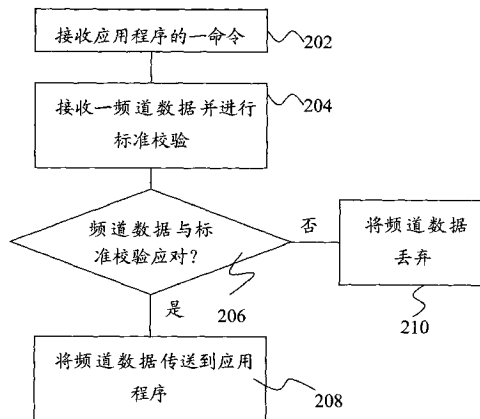 接收应用程序的一命令
202
接收一频道数据并进行
标准校验
204
频道数据与标
准校验应对？
206
否
将频道数据
丢弃
210
是
将频道数据传送到应用
程序
208